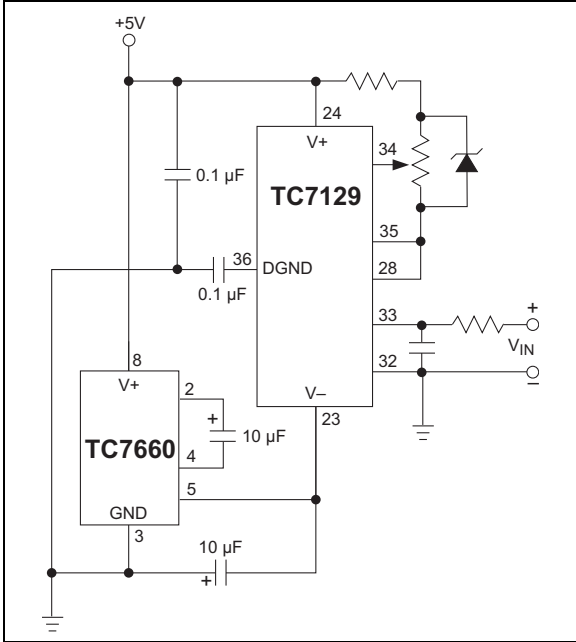 +5V
24
V+
34
0.1 µF
TC7129
35
36
DGND
28
0.1 µF
33
+
VIN
32
–
8
V+
V–
23
2
+
10 µF
TC7660
4
5
GND
3
10 µF
+